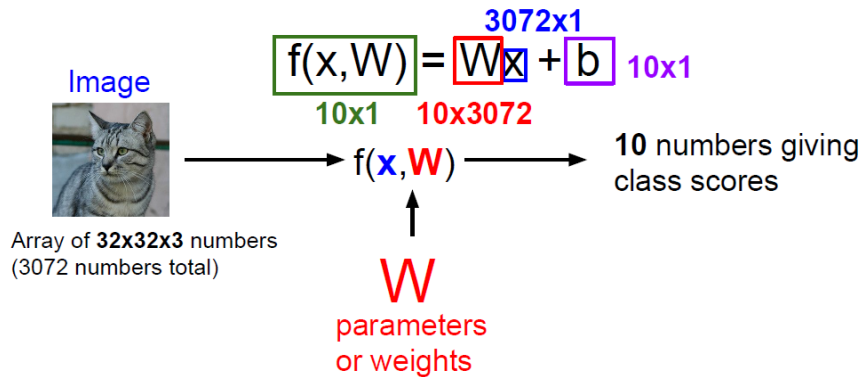 3072x1
f(x,W) = Wx + b 10x1
10x1 10x3072
Image
f(x,W)
10 numbers giving
class scores
Array of 32x32x3 numbers
(3072 numbers total)
W
parameters
or weights